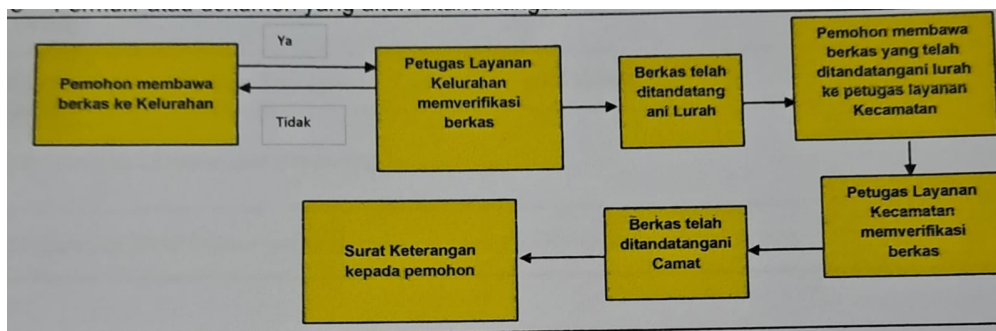 Ya
Pemohon membawa
berkas ke Kelurahan
Tidak
Petugas Layanan
Kelurahan
memverifikasi
berkas
Berkas telah
ditandatang
ani Lurah
Pemohon membawa
berkas yang telah
ditandatangani lurah
ke petugas layanan
Kecamatan
Petugas Layanan
Kecamatan
memverifikasi
berkas
Berkas telah
ditandatangani
Camat
Surat Keterangan
kepada pemohon